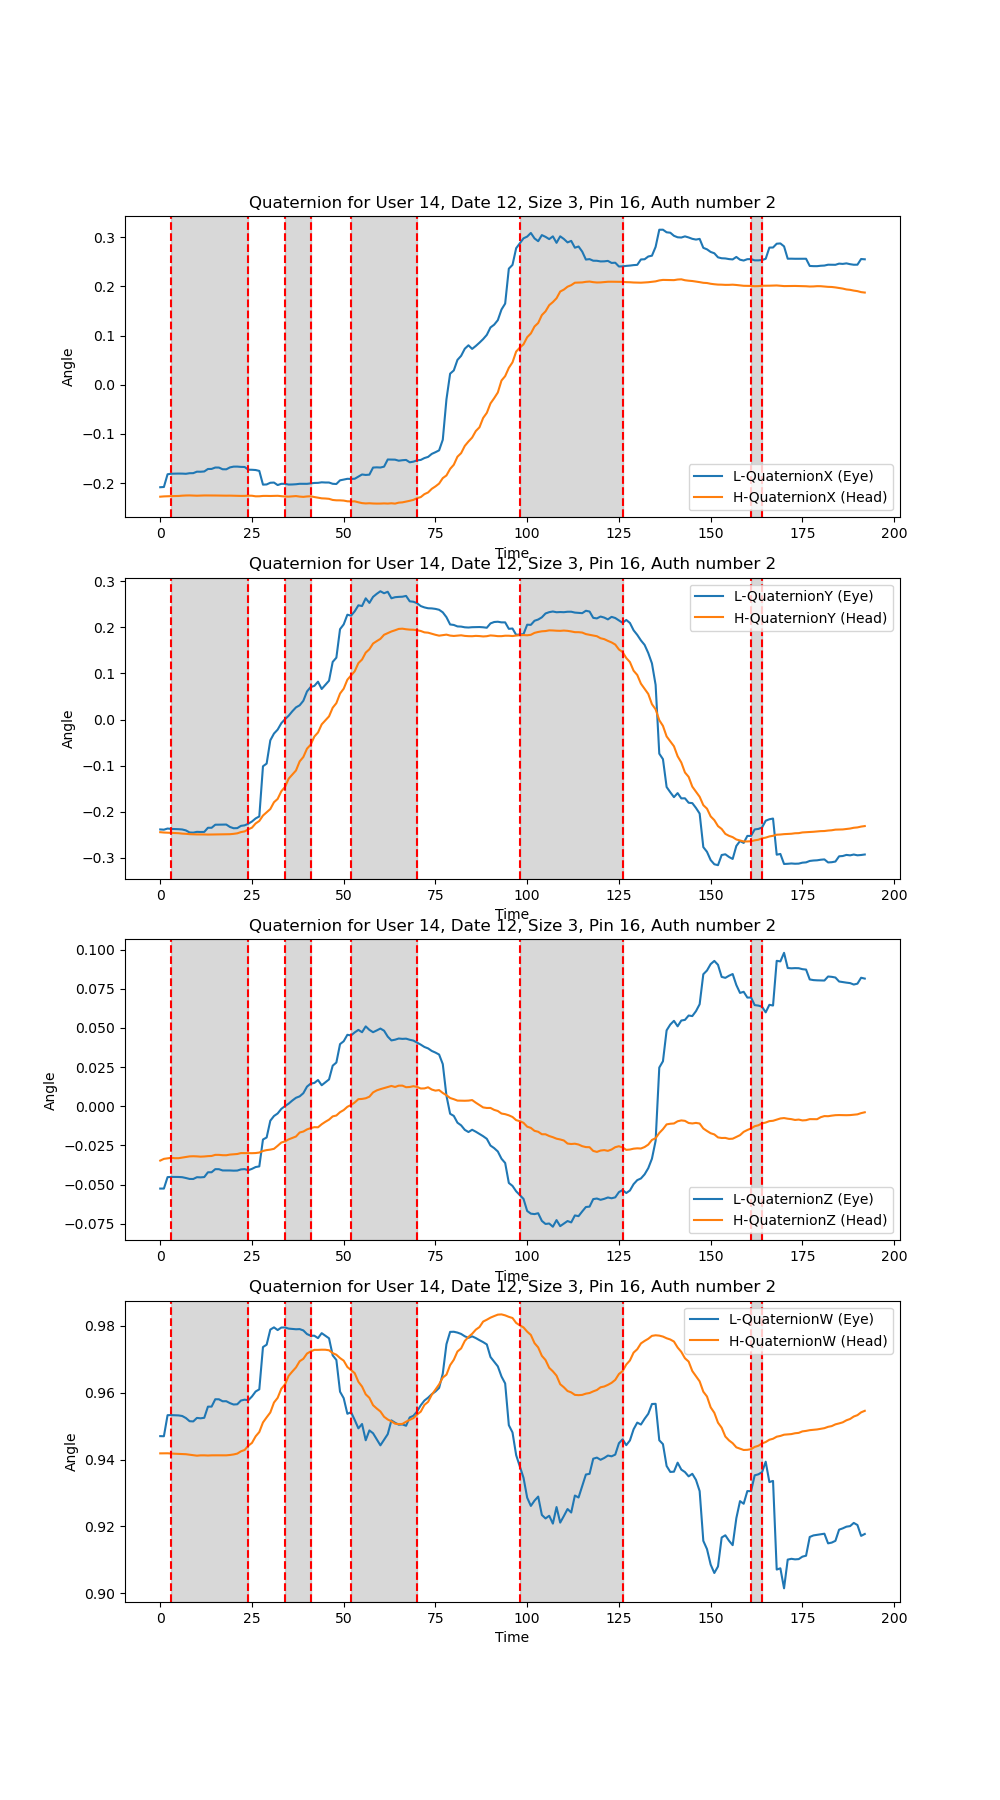 Quaternion for User 14, Date 12, Size 3, Pin 16, Auth number 2
0.3
0.2
0.1
0.0
−0.1
−0.2
Angle
L-QuaternionX (Eye)
H-QuaternionX (Head)
0 25 50 75 100 125 150 175 200
Time
Quaternion for User 14, Date 12, Size 3, Pin 16, Auth number 2
0.3
0.2
0.1
0.0
−0.1
−0.2
−0.3
Angle
L-QuaternionY (Eye)
H-QuaternionY (Head)
0 25 50 75 100 125 150 175 200
Time
Quaternion for User 14, Date 12, Size 3, Pin 16, Auth number 2
0.100
0.075
0.050
0.025
0.000
−0.025
−0.050
−0.075
Angle
L-QuaternionZ (Eye)
H-QuaternionZ (Head)
0 25 50 75 100 125 150 175 200
Time
Quaternion for User 14, Date 12, Size 3, Pin 16, Auth number 2
0.98
0.96
0.94
0.92
0.90
Angle
L-QuaternionW (Eye)
H-QuaternionW (Head)
0 25 50 75 100 125 150 175 200
Time